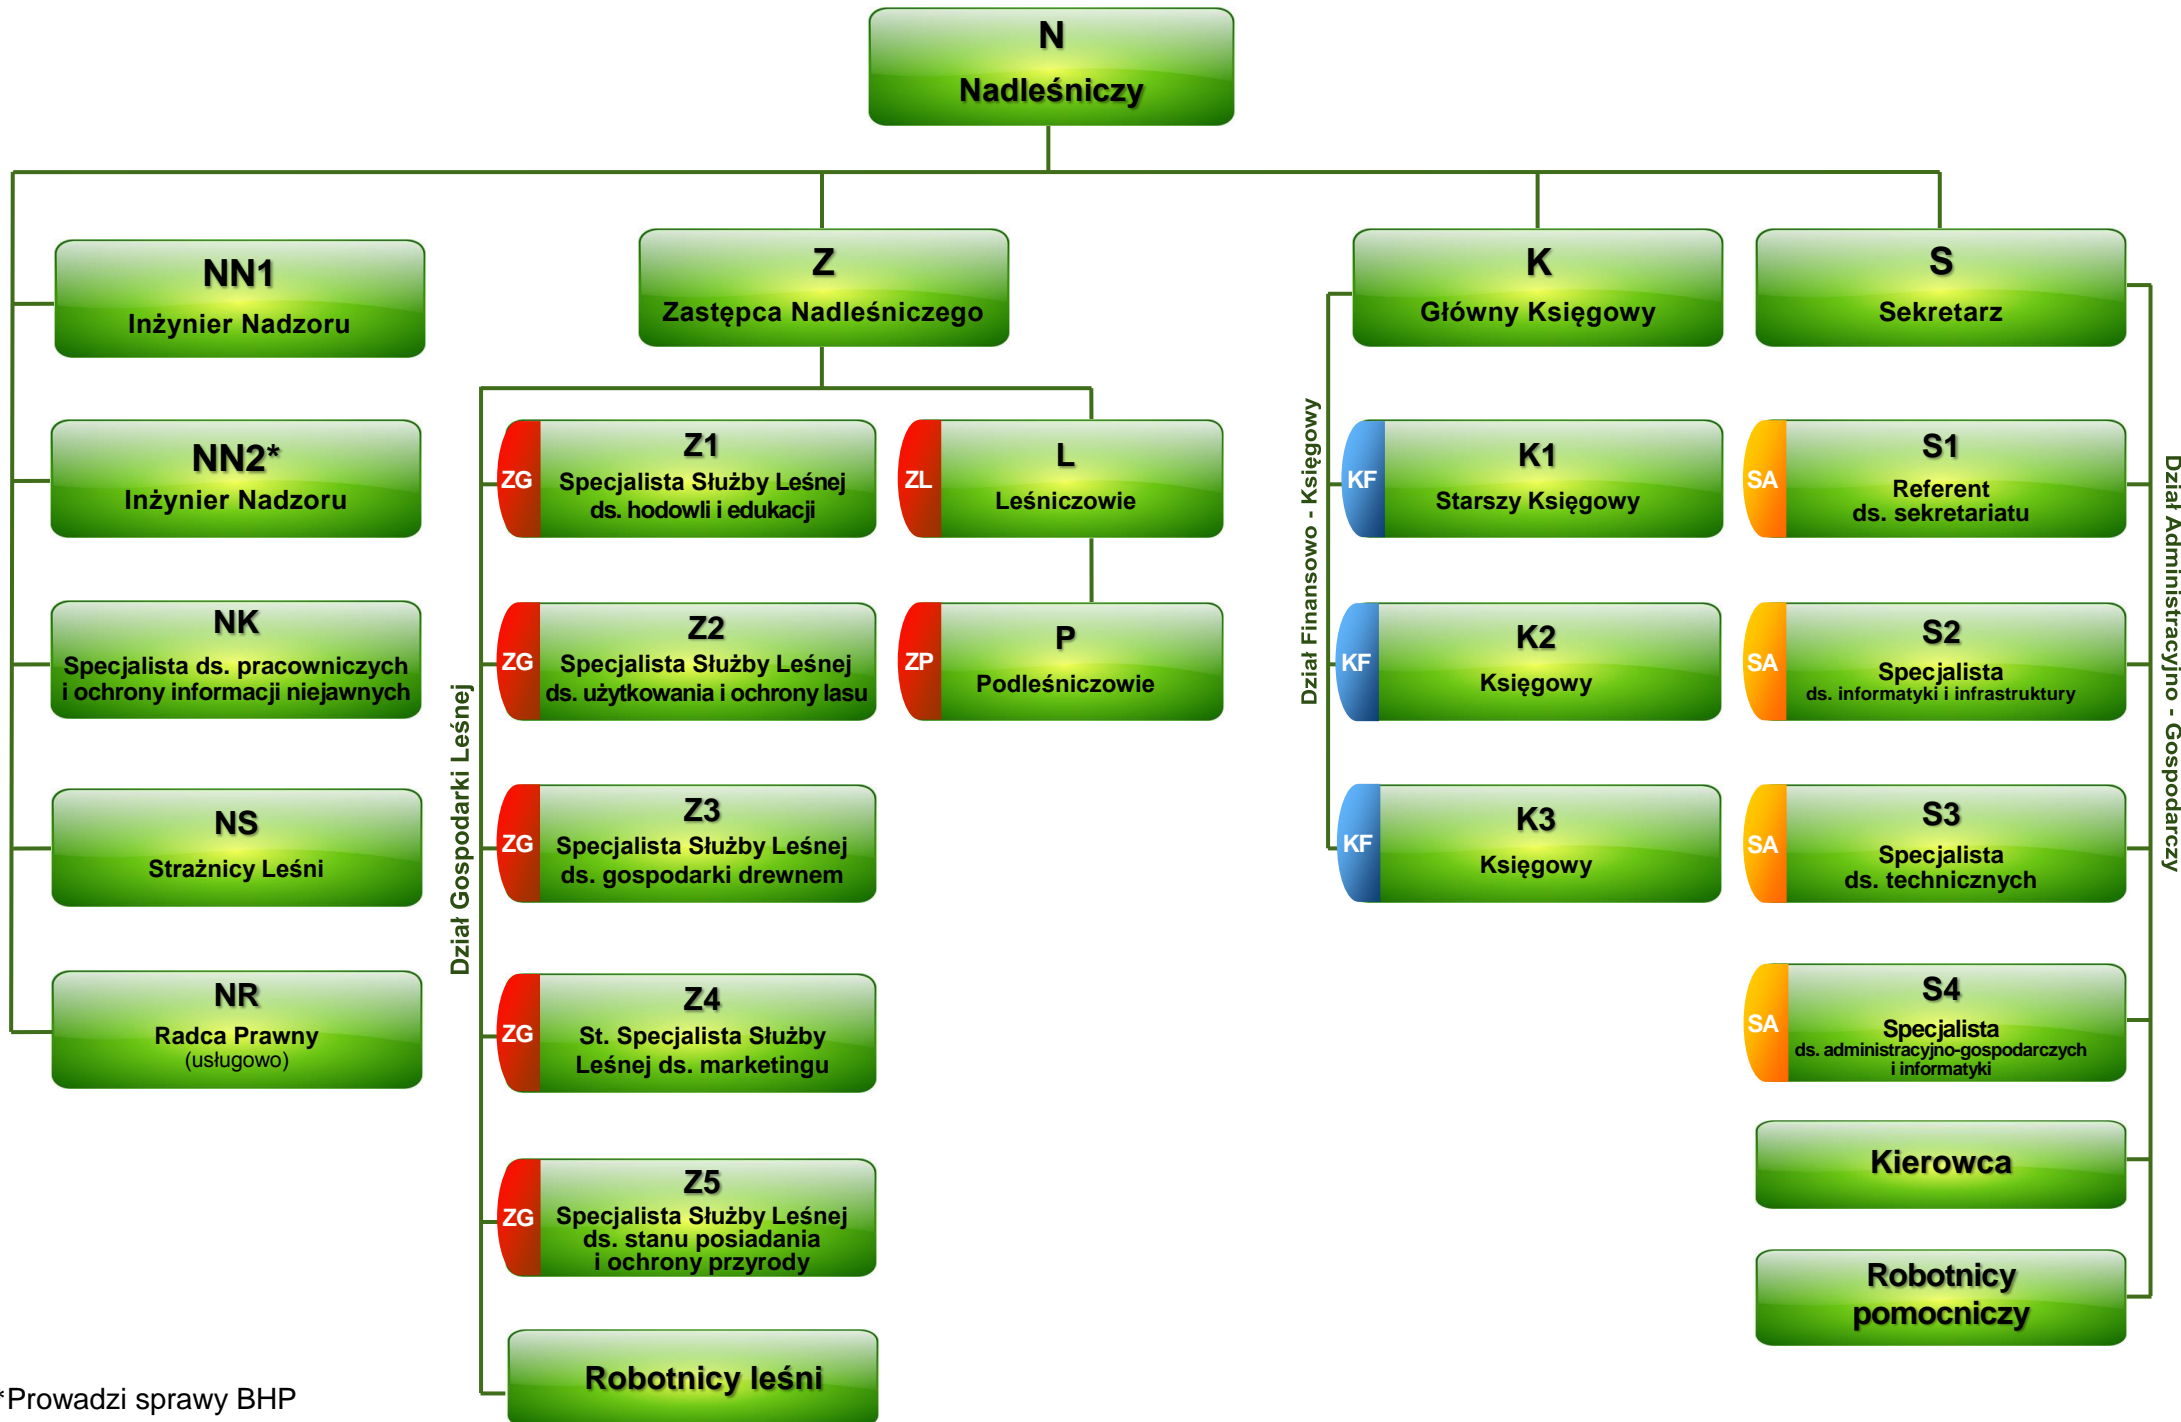 N
Nadleśniczy
NN1
Inżynier Nadzoru
NN2*
Inżynier Nadzoru
NK
Specjalista ds. pracowniczych
i ochrony informacji niejawnych
NS
Strażnicy Leśni
NR
Radca Prawny
(usługowo)
Z
Zastępca Nadleśniczego
Dział Gospodarki Leśnej
ZG
Z1
Specjalista Służby Leśnej
ds. hodowli i edukacji
ZG
Z2
Specjalista Służby Leśnej
ds. użytkowania i ochrony lasu
ZG
Z3
Specjalista Służby Leśnej
ds. gospodarki drewnem
ZG
Z4
St. Specjalista Służby
Leśnej ds. marketingu
ZG
Z5
Specjalista Służby Leśnej
ds. stanu posiadania
i ochrony przyrody
Robotnicy leśni
ZL
L
Leśniczowie
ZP
P
Podleśniczowie
K
Główny Księgowy
Dział Finansowo - Księgowy
KF
K1
Starszy Księgowy
KF
K2
Księgowy
KF
K3
Księgowy
S
Sekretarz
Dział Administracyjno - Gospodarczy
SA
S1
Referent
ds. sekretariatu
SA
S2
Specjalista
ds. informatyki i infrastruktury
SA
S3
Specjalista
ds. technicznych
SA
S4
Specjalista
ds. administracyjno-gospodarczych
i informatyki
Kierowca
Robotnicy
pomocniczy
*Prowadzi sprawy BHP